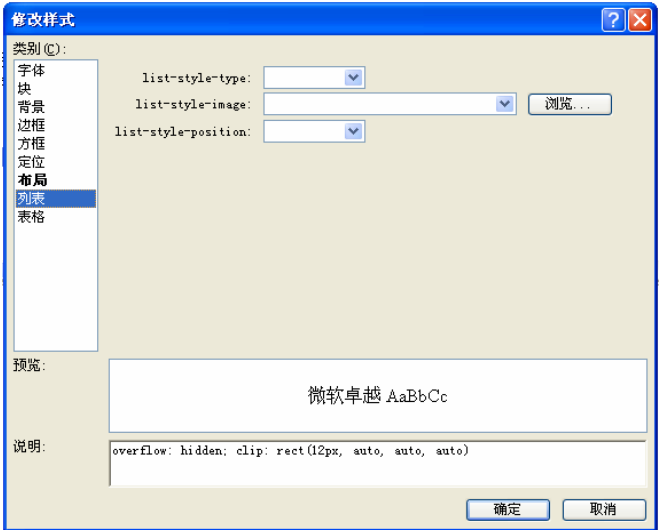 修改样式
类别(C):
字体
块
背景
边框
方框
定位
布局
列表
表格
list-style-type:
list-style-image:
浏览...
list-style-position:
预览:
微软卓越 AaBbCc
说明:
overflow: hidden; clip: rect(12px, auto, auto, auto)
确定
取消